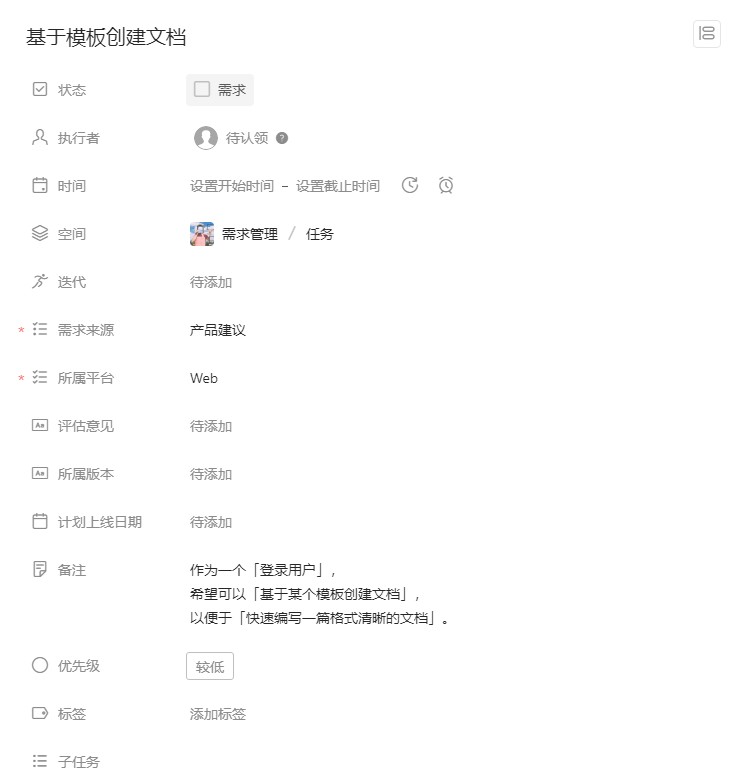 基于模板创建文档
状态 需求
执行者 待认领 ?
时间 设置开始时间 – 设置截止时间
空间 需求管理 / 任务
迭代 待添加
* 需求来源 产品建议
* 所属平台 Web
Aa 评估意见 待添加
Aa 所属版本 待添加
计划上线日期 待添加
备注 作为一个「登录用户」,
希望可以「基于某个模板创建文档」,
以便于「快速编写一篇格式清晰的文档」。
优先级 较低
标签 添加标签
子任务